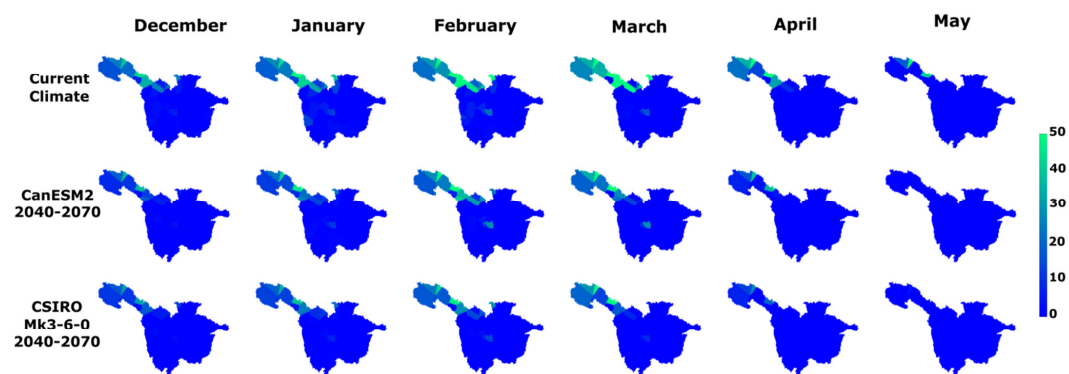 December
January
February
March
April
May
Current
Climate
CanESM2
2040-2070
CSIRO
Mk3-6-0
2040-2070
50
40
30
20
10
0